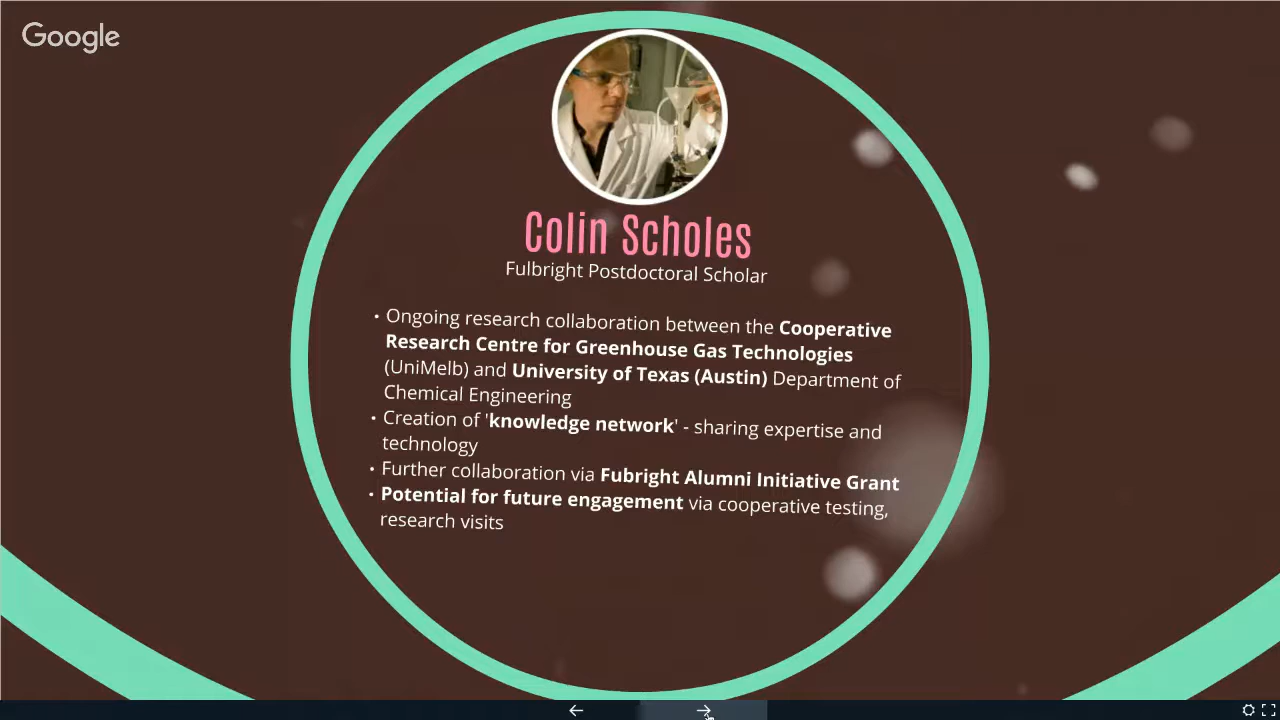 Google
Colin Scholes
Fulbright Postdoctoral Scholar
• Ongoing research collaboration between the Cooperative
Research Centre for Greenhouse Gas Technologies
(UniMelb) and University of Texas (Austin) Department of
Chemical Engineering
• Creation of 'knowledge network' - sharing expertise and
technology
• Further collaboration via Fubright Alumni Initiative Grant
• Potential for future engagement via cooperative testing,
research visits